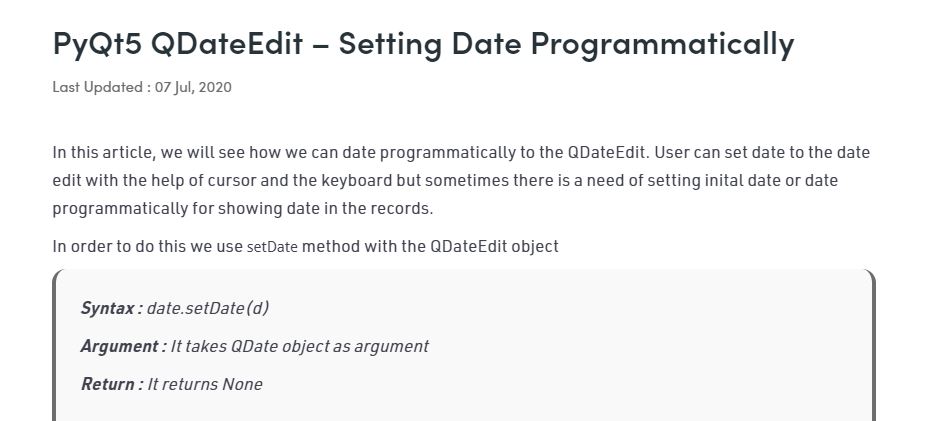 PyQt5 QDateEdit – Setting Date Programmatically
Last Updated : 07 Jul, 2020
In this article, we will see how we can date programmatically to the QDateEdit. User can set date to the date
edit with the help of cursor and the keyboard but sometimes there is a need of setting inital date or date
programmatically for showing date in the records.
In order to do this we use setDate method with the QDateEdit object
Syntax : date.setDate(d)
Argument : It takes QDate object as argument
Return : It returns None